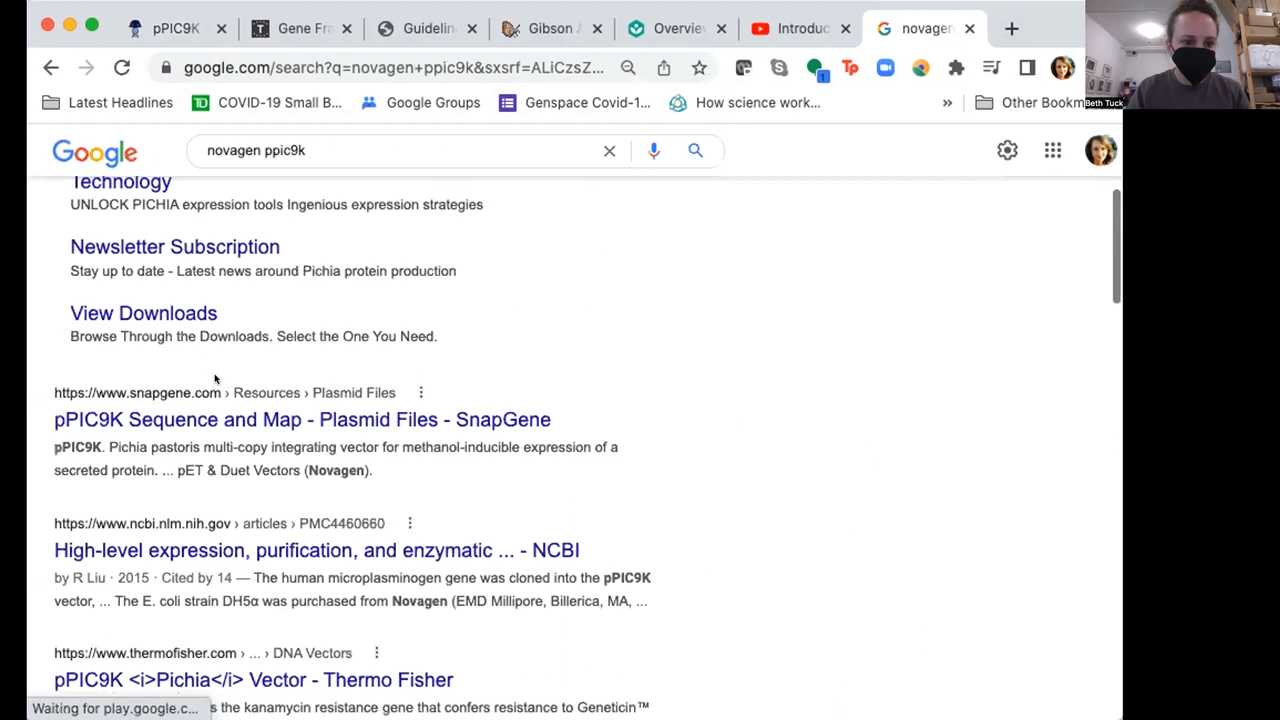 pPIC9K
Gene Fra
Guidelin
Gibson A
Overview
Introduc
novagen
google.com/search?q=novagen+ppic9k&sxsrf=ALiCzsZ...
1
Latest Headlines
COVID-19 Small B...
Google Groups
Genspace Covid-1...
How science work...
»
Other Bookm
Beth Tuck
Google
novagen ppic9k
Technology
UNLOCK PICHIA expression tools Ingenious expression strategies
Newsletter Subscription
Stay up to date - Latest news around Pichia protein production
View Downloads
Browse Through the Downloads. Select the One You Need.
https://www.snapgene.com › Resources › Plasmid Files
pPIC9K Sequence and Map - Plasmid Files - SnapGene
pPIC9K. Pichia pastoris multi-copy integrating vector for methanol-inducible expression of a
secreted protein. ... pET & Duet Vectors (Novagen).
https://www.ncbi.nlm.nih.gov › articles › PMC4460660
High-level expression, purification, and enzymatic ... - NCBI
by R Liu · 2015 · Cited by 14 — The human microplasminogen gene was cloned into the pPIC9K
vector, ... The E. coli strain DH5α was purchased from Novagen (EMD Millipore, Billerica, MA, ...
https://www.thermofisher.com › ... › DNA Vectors
pPIC9K <i>Pichia</i> Vector - Thermo Fisher
Waiting for play.google.c...
s the kanamycin resistance gene that confers resistance to Geneticin™